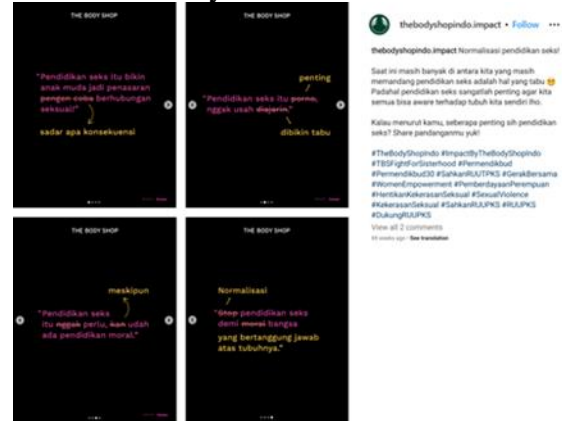 THE BODY SHOP
"Pendidikan seks itu bikin
anak muda jadi penasaran
pengen coba berhubungan
seksual!"
sadar apa konsekuensi
THE BODY SHOP
penting
"Pendidikan seks itu porno,
nggak usah diajarin."
dibikin tabu
THE BODY SHOP
meskipun
"Pendidikan seks
itu nggak perlu, kan udah
ada pendidikan moral."
THE BODY SHOP
Normalisasi
"Stop pendidikan seks
demi moral bangsa
yang bertanggung jawab
atas tubuhnya."
thebodyshopindo.impact • Follow ...
thebodyshopindo.impact Normalisasi pendidikan seks!
Saat ini masih banyak di antara kita yang masih
memandang pendidikan seks adalah hal yang tabu
Padahal pendidikan seks sangatlah penting agar kita
semua bisa aware terhadap tubuh kita sendiri lho.
Kalau menurut kamu, seberapa penting sih pendidikan
seks? Share pandanganmu yuk!
#TheBodyShopIndo #ImpactByTheBodyShopIndo
#TBSFightForSisterhood #Permendikbud
#Permendikbud30 #SahkanRUUTPKS #GerakBersama
#WomenEmpowerment #PemberdayaanPerempuan
#HentikanKekerasanSeksual #SexualViolence
#KekerasanSeksual #SahkanRUUPKS #RUUPKS
#DukungRUUPKS
View all 2 comments
weeks ago · See translation